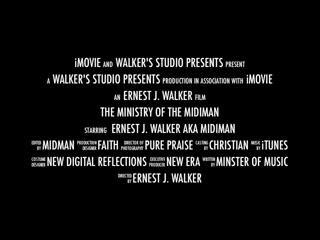 iMOVIE AND WALKER'S STUDIO PRESENTS PRESENT
A WALKER'S STUDIO PRESENTS PRODUCTION IN ASSOCIATION WITH iMOVIE
AN ERNEST J. WALKER FILM
THE MINISTRY OF THE MIDIMAN
STARRING ERNEST J. WALKER AKA MIDIMAN
EDITED BY MIDMAN PRODUCTION DESIGNER FAITH DIRECTOR OF PHOTOGRAPHY PURE PRAISE CASTING BY CHRISTIAN MUSIC BY iTUNES
COSTUME DESIGNER NEW DIGITAL REFLECTIONS EXECUTIVE PRODUCER NEW ERA WRITTEN BY MINSTER OF MUSIC
DIRECTED BY ERNEST J. WALKER